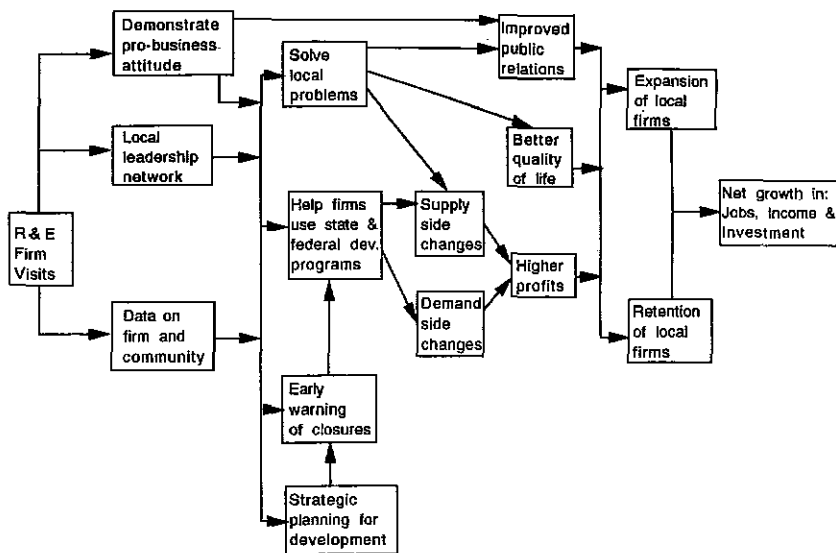 Demonstrate
pro-business
attitude
Improved
public
relations
Solve
local
problems
Expansion
of local
firms
Local
leadership
network
Better
quality
of life
R & E
Firm
Visits
Help firms
use state &
federal dev.
programs
Supply
side
changes
Net growth in:
Jobs, Income &
Investment
Higher
profits
Data on
firm and
community
Demand
side
changes
Retention
of local
firms
Early
warning
of closures
Strategic
planning for
development